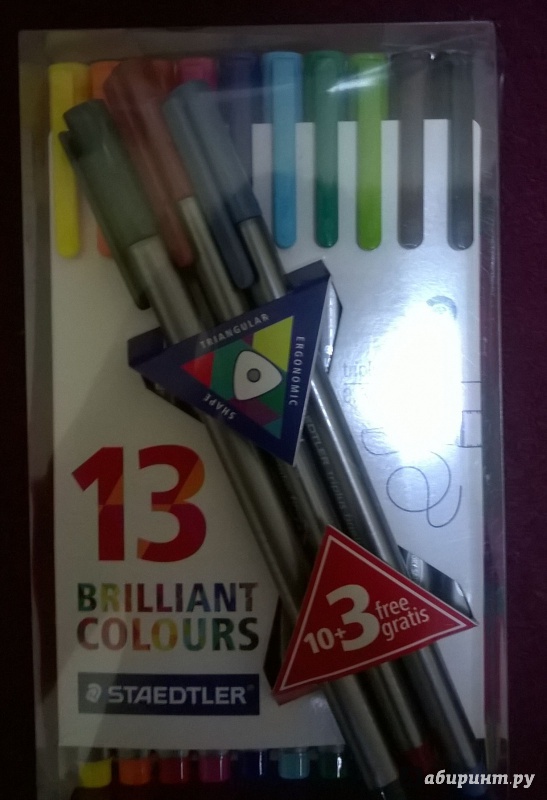 TRIANGULAR
ERGONOMIC
SHAPE
13
BRILLIANT
COLOURS
STAEDTLER
10+3 free
gratis
абиринт.ру